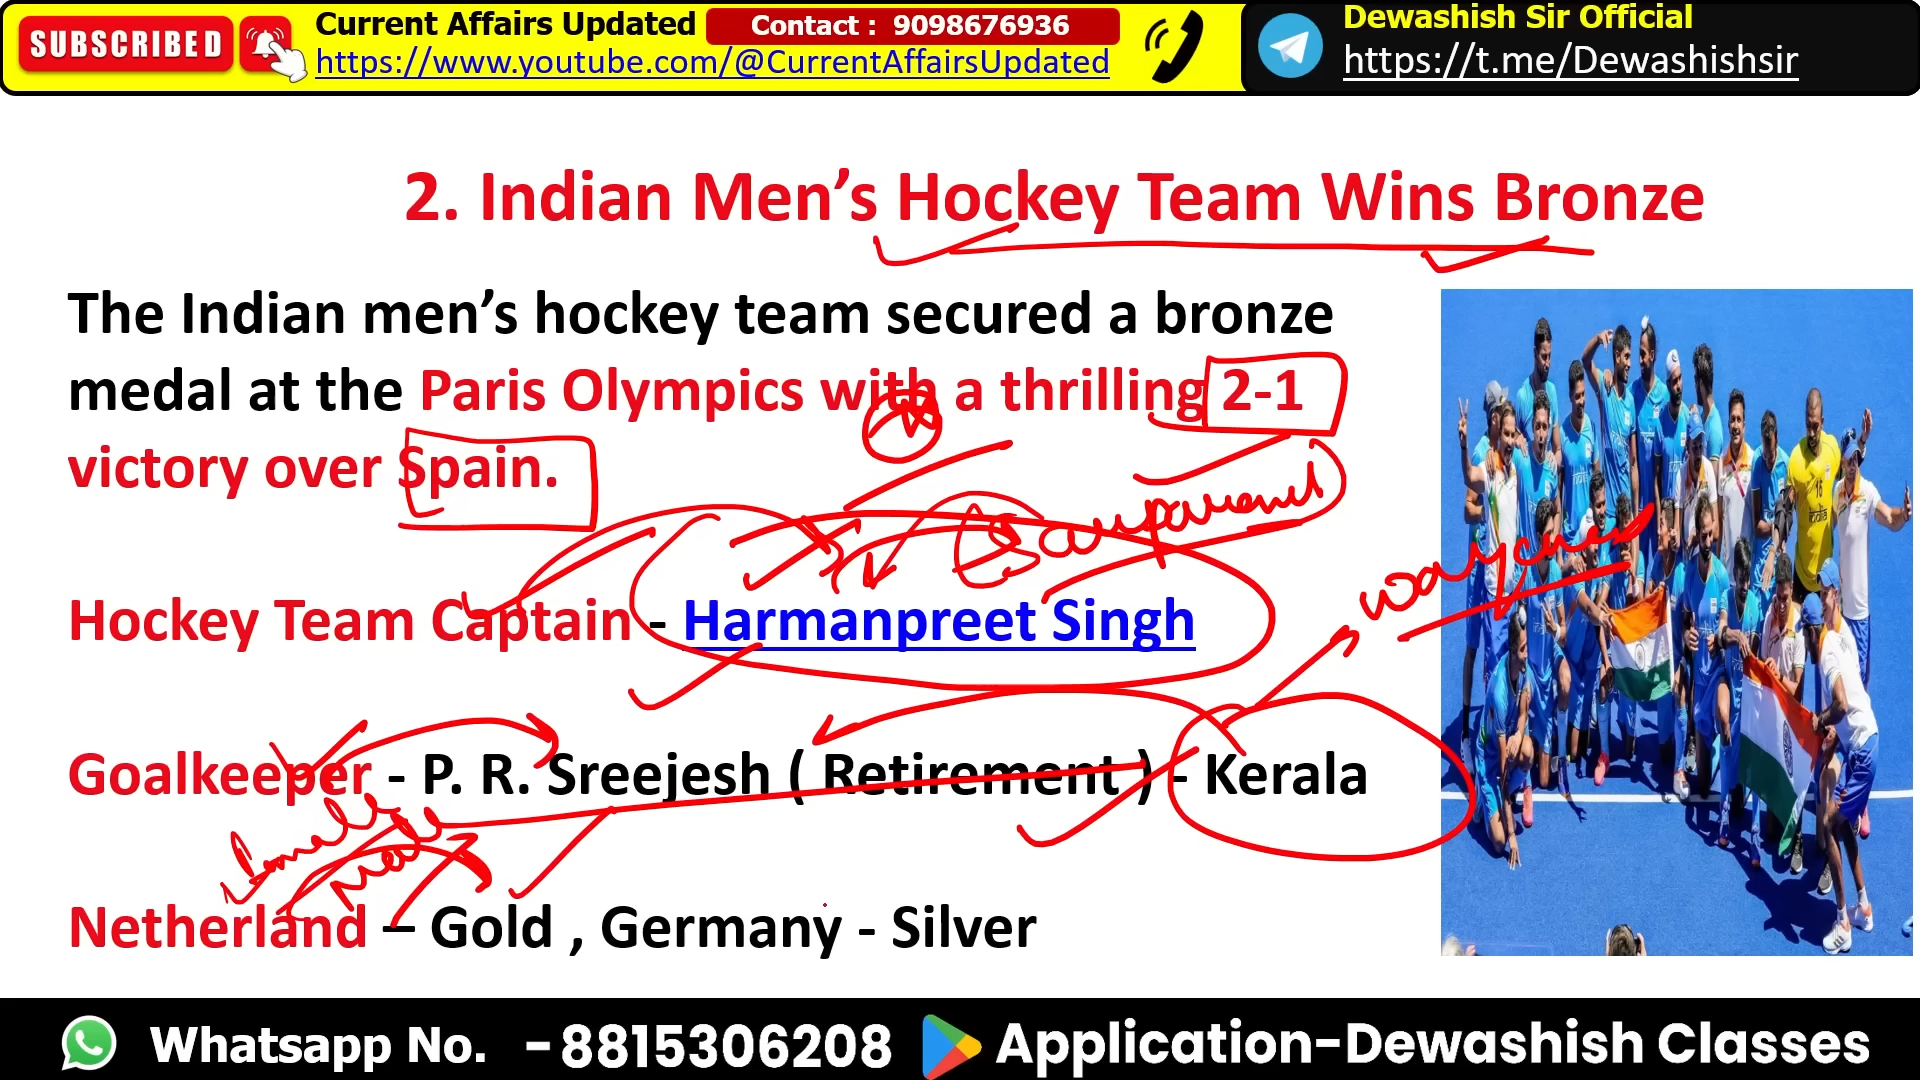 SUBSCRIBED
Current Affairs Updated
Contact : 9098676936
https://www.youtube.com/@CurrentAffairsUpdated
Dewashish Sir Official
https://t.me/Dewashishsir
2. Indian Men’s Hockey Team Wins Bronze
The Indian men’s hockey team secured a bronze
medal at the Paris Olympics with a thrilling 2-1
victory over Spain.
Hockey Team Captain - Harmanpreet Singh
Goalkeeper - P. R. Sreejesh ( Retirement ) - Kerala
Netherland – Gold , Germany - Silver
Whatsapp No. - 8815306208
Application-Dewashish Classes